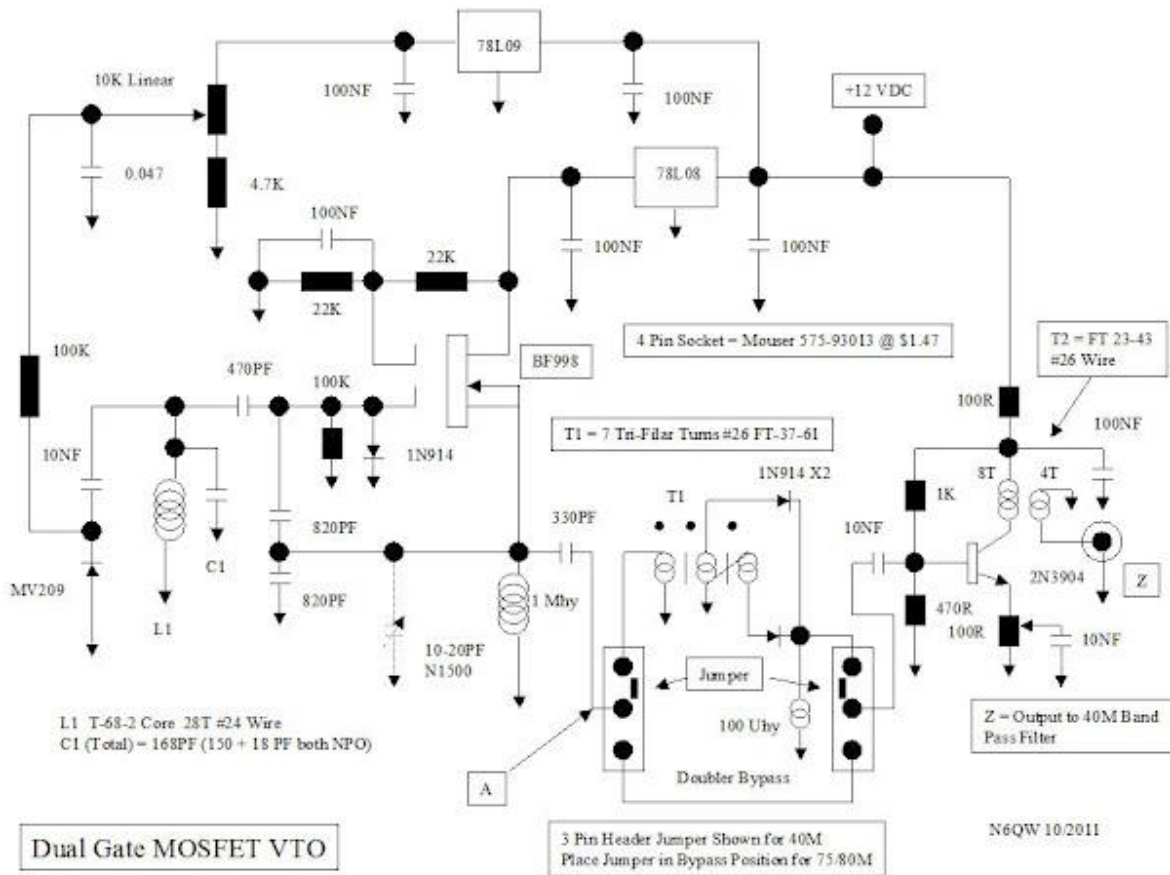 78L09
10K Linear
100NF
100NF
+12 VDC
0.047
4.7K
78L08
100NF
100NF
100NF
22K
22K
4 Pin Socket = Mouser 575-93013 @ $1.47
T2 = FT 23-43
#26 Wire
BF998
100K
470PF
100K
100R
T1 = 7 Tri-Filar Turns #26 FT-37-61
100NF
1N914
10NF
1N914 X2
8T
4T
1K
T1
330PF
10NF
820PF
C1
MV209
820PF
1 Mhy
2N3904
Z
L1
470R
100R
10NF
10-20PF
N1500
Jumper
L1 T-68-2 Core 28T #24 Wire
C1 (Total) = 168PF (150 + 18 PF both NPO)
100 Uhy
Z = Output to 40M Band
Pass Filter
A
Doubler Bypass
Dual Gate MOSFET VTO
3 Pin Header Jumper Shown for 40M
Place Jumper in Bypass Position for 75/80M
N6QW 10/2011